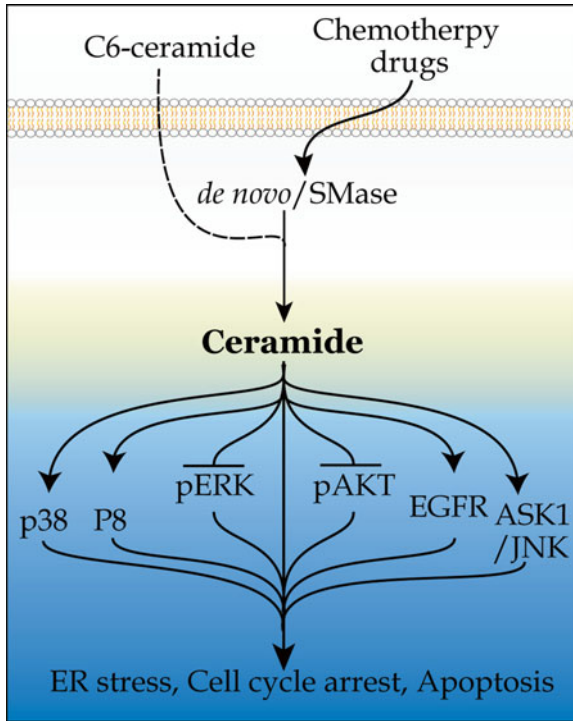 C6-ceramide
Chemotherpy
drugs
de novo/SMase
Ceramide
p38
P8
pERK
pAKT
EGFR
ASK1
/JNK
ER stress, Cell cycle arrest, Apoptosis